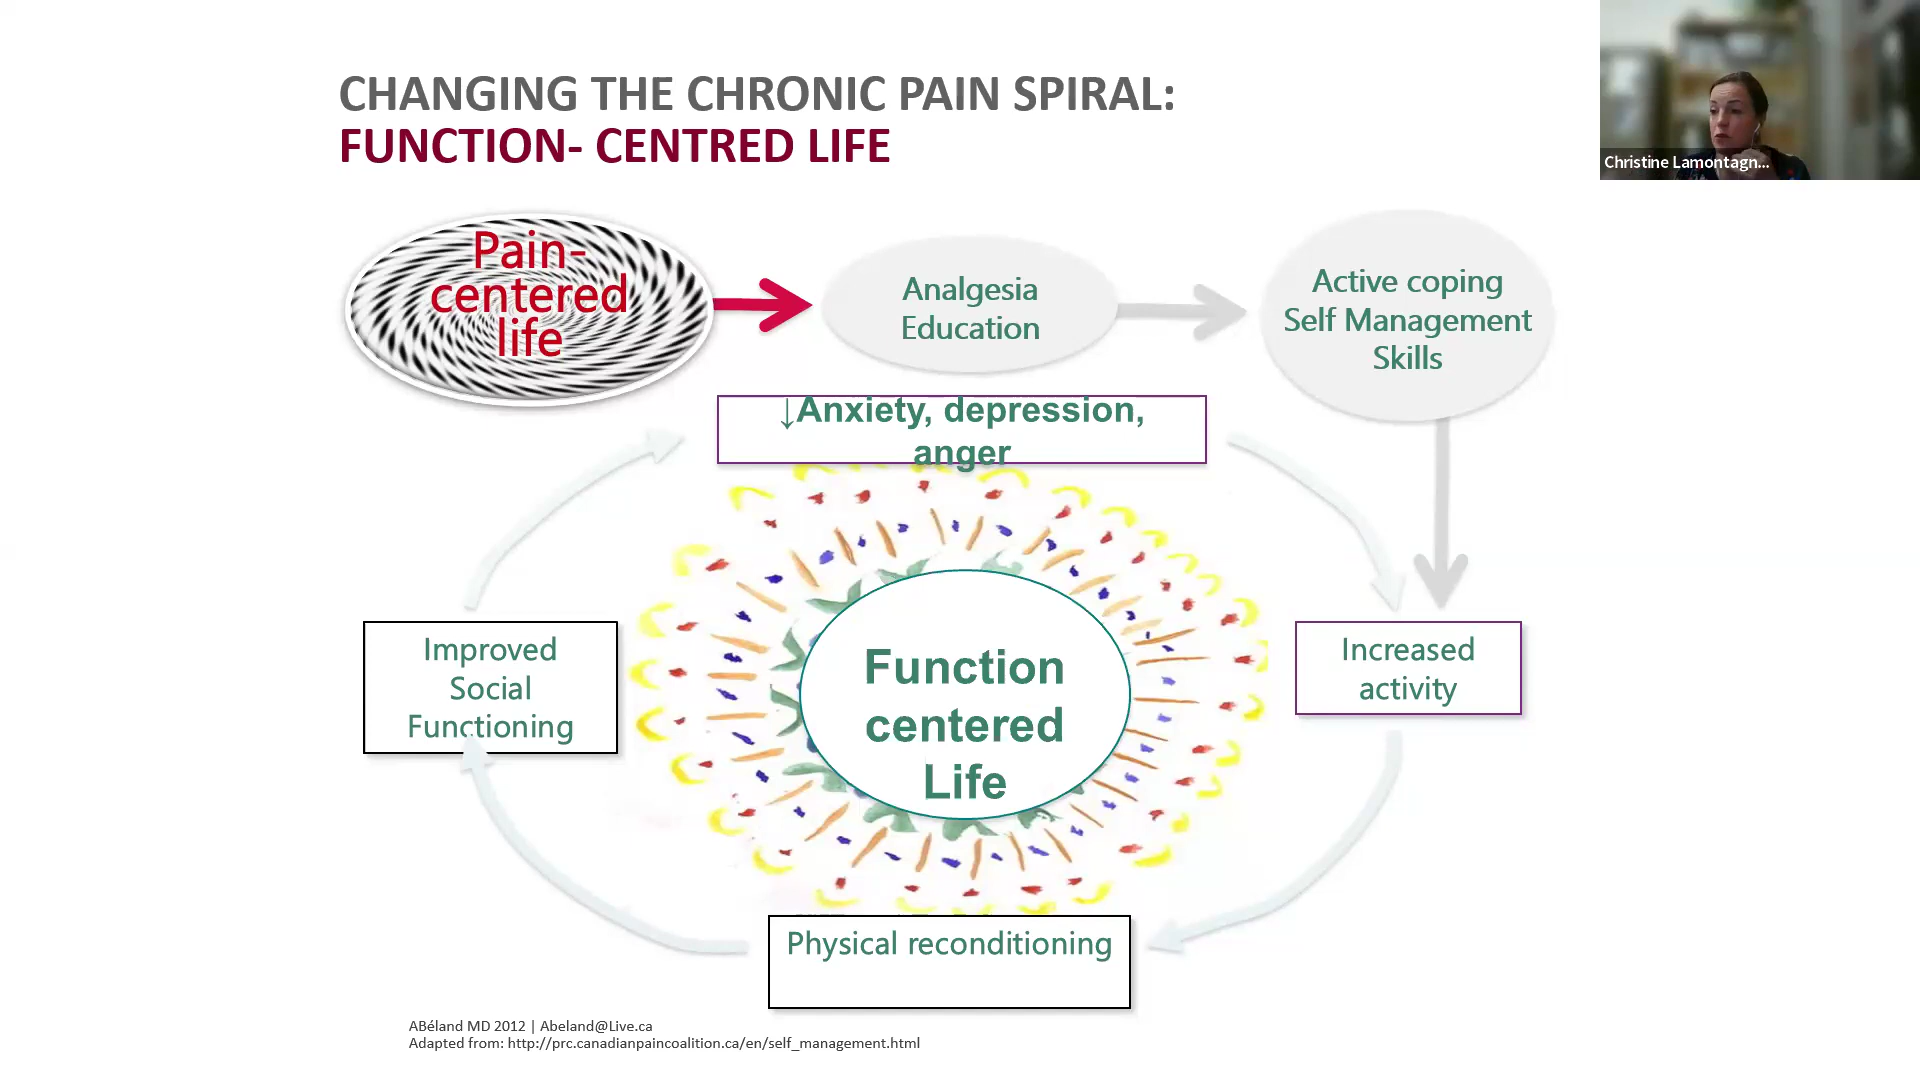 CHANGING THE CHRONIC PAIN SPIRAL:
FUNCTION- CENTRED LIFE
Christine Lamontagn...
Pain-
centered
life
Analgesia
Education
Active coping
Self Management
Skills
↓Anxiety, depression,
anger
Improved
Social
Functioning
Function
centered
Life
Increased
activity
Physical reconditioning
ABéland MD 2012 | Abeland@Live.ca
Adapted from: http://prc.canadianpaincoalition.ca/en/self_management.html